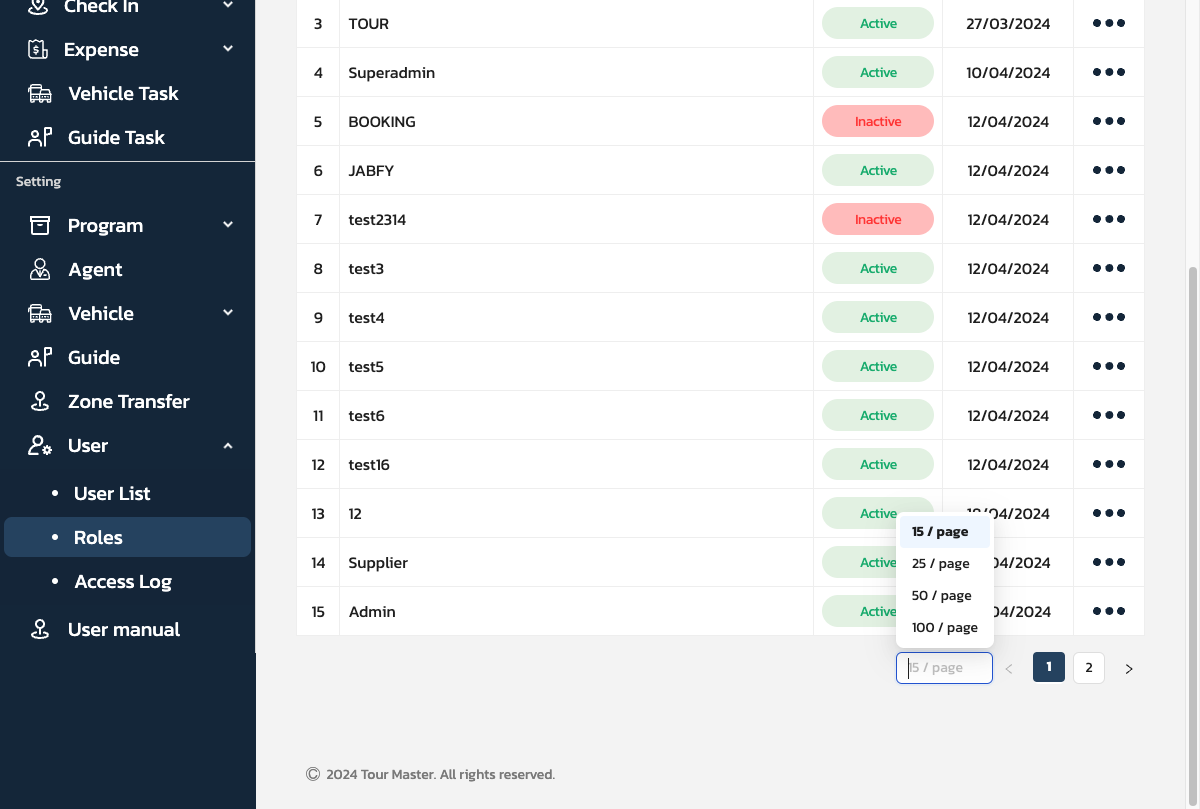 Check In
Expense
Vehicle Task
Guide Task
Setting
Program
Agent
Vehicle
Guide
Zone Transfer
User
• User List
• Roles
• Access Log
User manual
3 TOUR Active 27/03/2024
4 Superadmin Active 10/04/2024
5 BOOKING Inactive 12/04/2024
6 JABFY Active 12/04/2024
7 test2314 Inactive 12/04/2024
8 test3 Active 12/04/2024
9 test4 Active 12/04/2024
10 test5 Active 12/04/2024
11 test6 Active 12/04/2024
12 test16 Active 12/04/2024
13 12 Active /04/2024
14 Supplier Active 04/2024
15 Admin Active 04/2024
15 / page
25 / page
50 / page
100 / page
15 / page < 1 2 >
© 2024 Tour Master. All rights reserved.